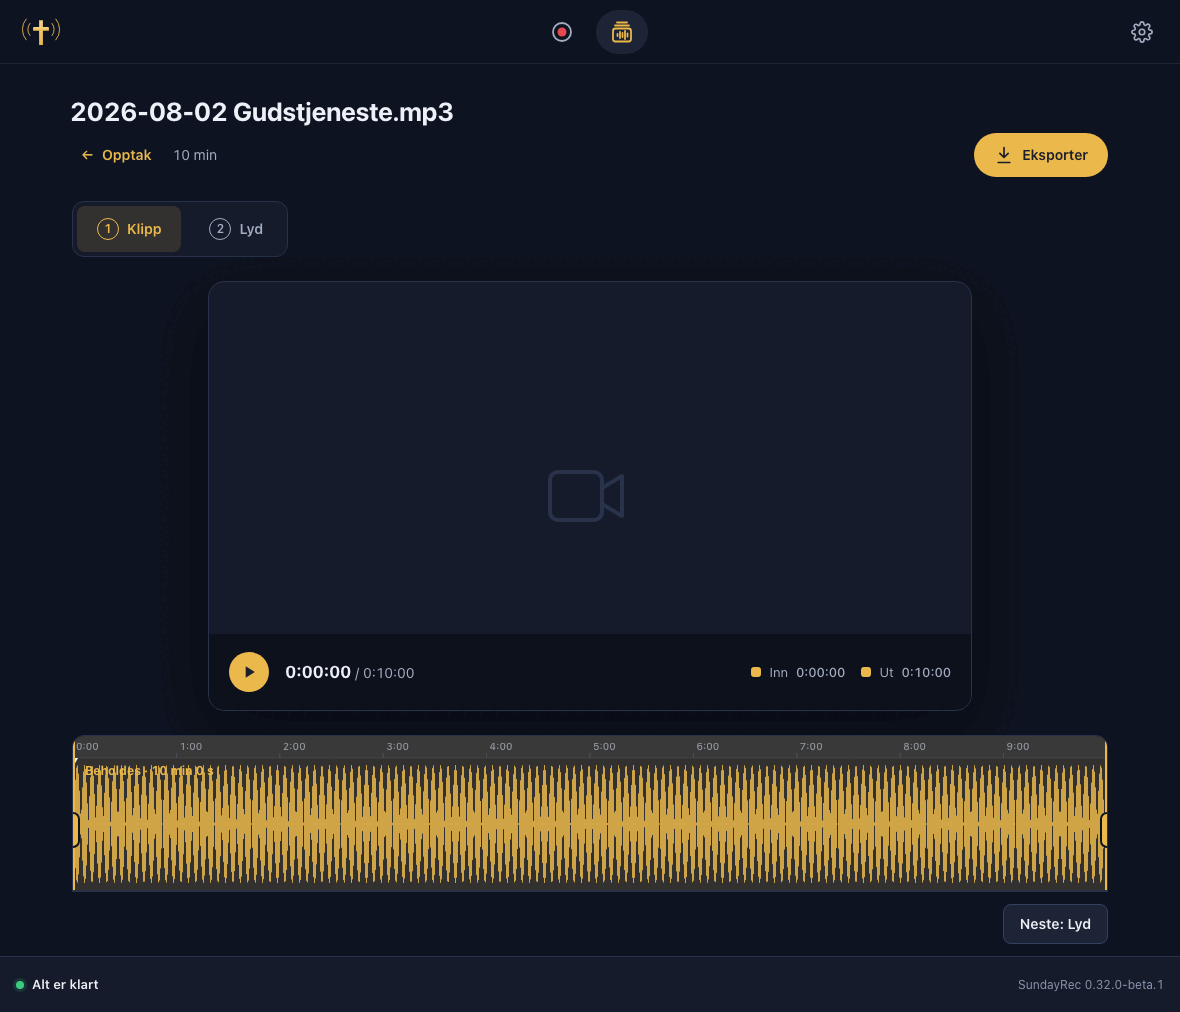 2026-08-02 Gudstjeneste.mp3
← Opptak 10 min
Eksporter
1 Klipp 2 Lyd
0:00:00 / 0:10:00 Inn 0:00:00 Ut 0:10:00
0:00 1:00 2:00 3:00 4:00 5:00 6:00 7:00 8:00 9:00
Beholdes · 10 min 0 s
Neste: Lyd
Alt er klart SundayRec 0.32.0-beta.1